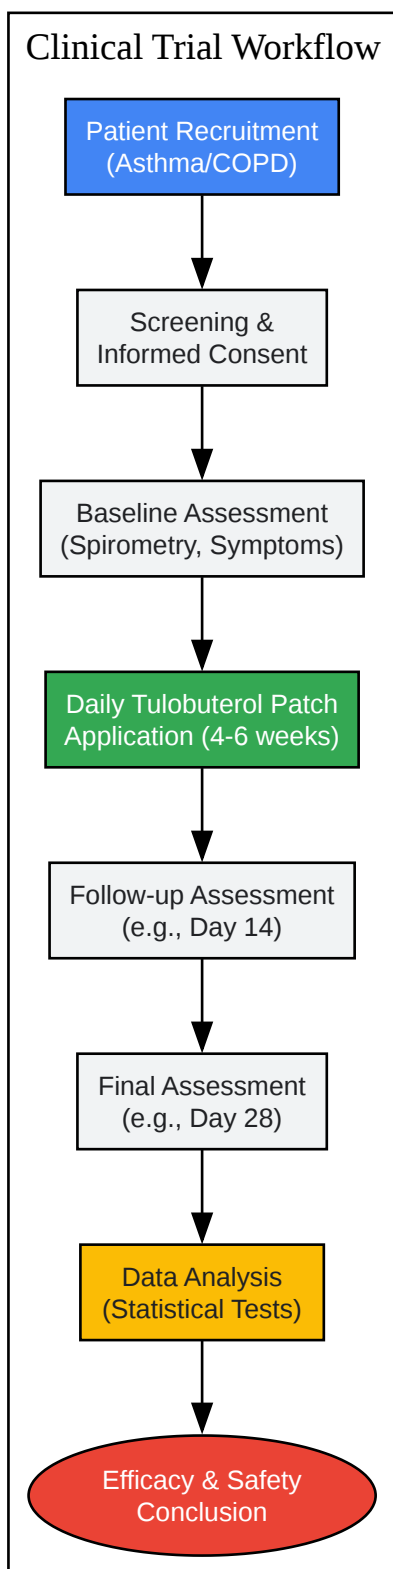 Clinical Trial Workflow
Patient Recruitment
(Asthma/COPD)
Screening &
Informed Consent
Baseline Assessment
(Spirometry, Symptoms)
Daily Tulobuterol Patch
Application (4-6 weeks)
Follow-up Assessment
(e.g., Day 14)
Final Assessment
(e.g., Day 28)
Data Analysis
(Statistical Tests)
Efficacy & Safety
Conclusion